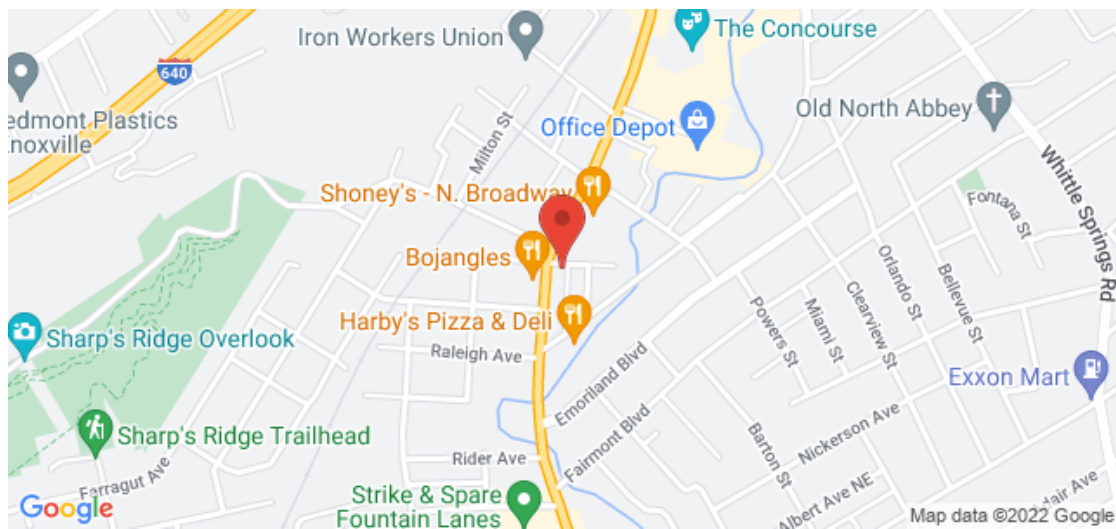 The Concourse
Iron Workers Union
640
Old North Abbey
Plastics
Milton St
Office Depot
Whittle Springs Rd
Shoney's - N. Broadway
Fontana St
Bojangles
Orlando St
Bellevue St
Clearview St
Miami St
Powers St
Harby's Pizza & Deli
Sharp's Ridge Overlook
Raleigh Ave
Emoriland Blvd
Exxon Mart
Sharp's Ridge Trailhead
Nickerson Ave
Fairmont Blvd
Barton St
Rider Ave
Farragut Ave
Strike & Spare
Fountain Lanes
Albert Ave NE
Ave
Google
Map data ©2022 Google